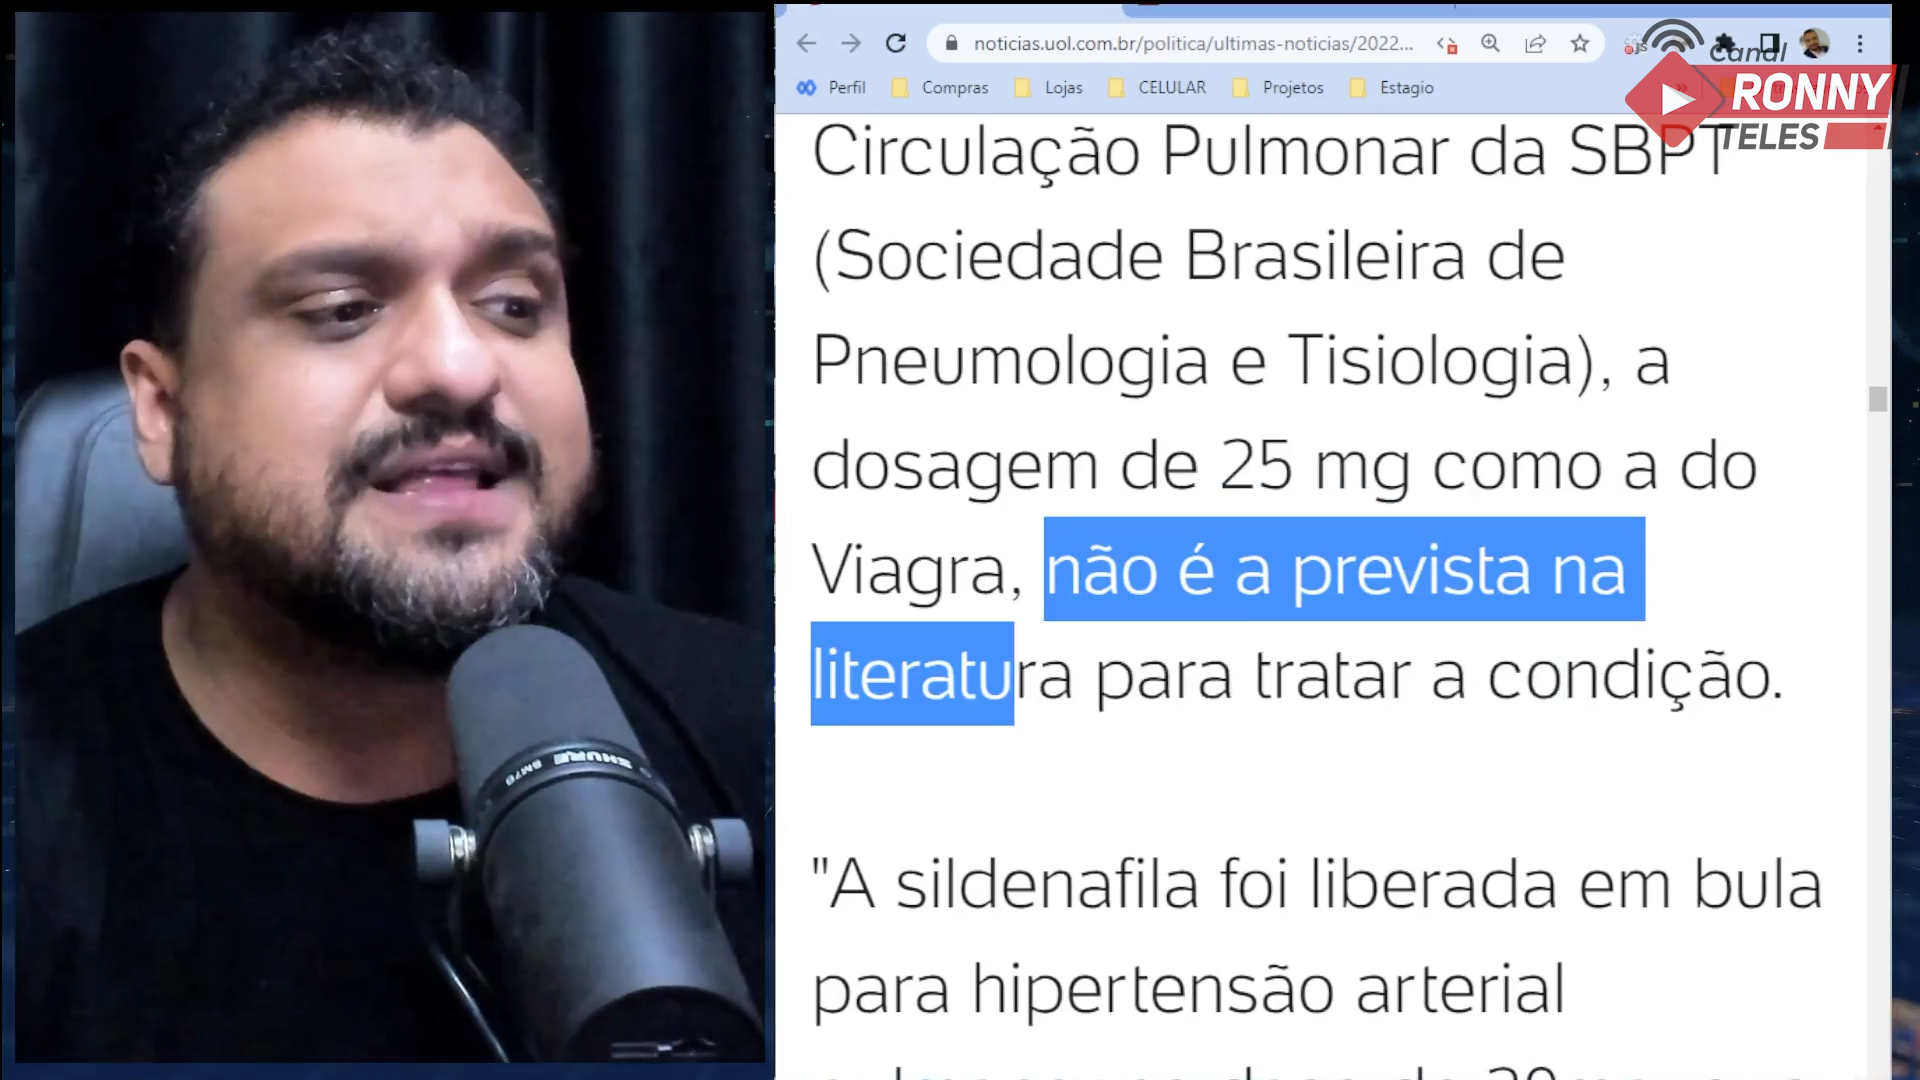 noticias.uol.com.br/politica/ultimas-noticias/2022...
Perfil
Compras
Lojas
CELULAR
Projetos
Estagio
Canal
RONNY
TELES
Circulação Pulmonar da SBPT
(Sociedade Brasileira de
Pneumologia e Tisiologia), a
dosagem de 25 mg como a do
Viagra, não é a prevista na
literatura para tratar a condição.
"A sildenafila foi liberada em bula
para hipertensão arterial
SHURE SM7B